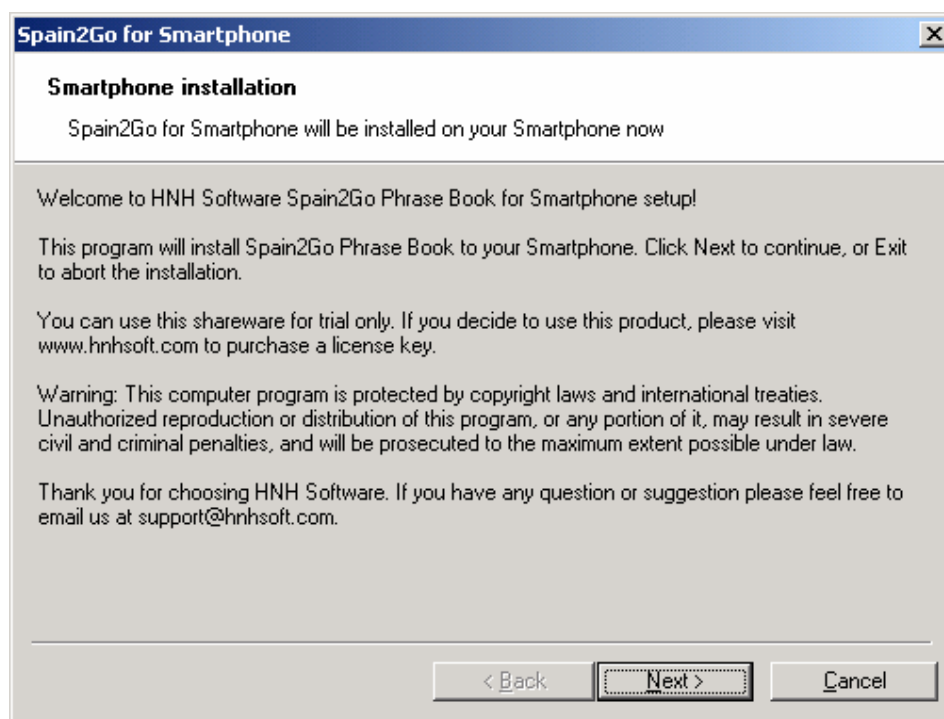 Spain2Go for Smartphone
Smartphone installation
Spain2Go for Smartphone will be installed on your Smartphone now
Welcome to HNH Software Spain2Go Phrase Book for Smartphone setup!
This program will install Spain2Go Phrase Book to your Smartphone. Click Next to continue, or Exit
to abort the installation.
You can use this shareware for trial only. If you decide to use this product, please visit
www.hnhsoft.com to purchase a license key.
Warning: This computer program is protected by copyright laws and international treaties.
Unauthorized reproduction or distribution of this program, or any portion of it, may result in severe
civil and criminal penalties, and will be prosecuted to the maximum extent possible under law.
Thank you for choosing HNH Software. If you have any question or suggestion please feel free to
email us at support@hnhsoft.com.
< Back
Next >
Cancel